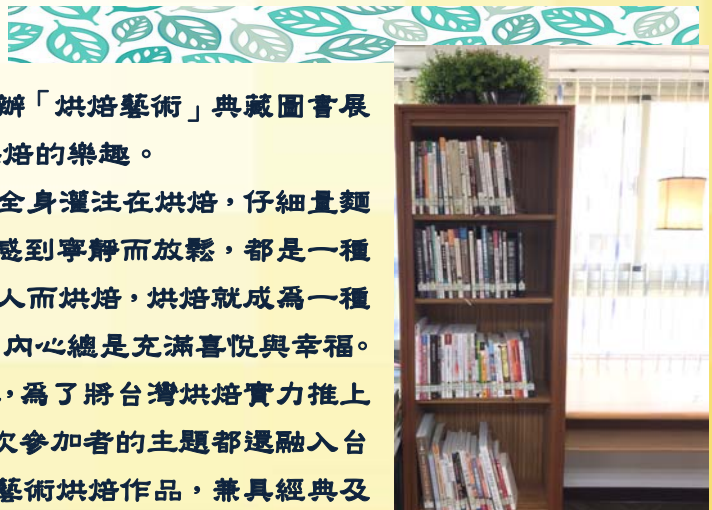 辦「烘焙藝術」典藏圖書展
焙的樂趣。
全身灌注在烘焙，仔細量麵
感到寧靜而放鬆，都是一種
人而烘焙，烘焙就成為一種
內心總是充滿喜悅與幸福。
，為了將台灣烘焙實力推上
次參加者的主題都還融入台
藝術烘焙作品，兼具經典及